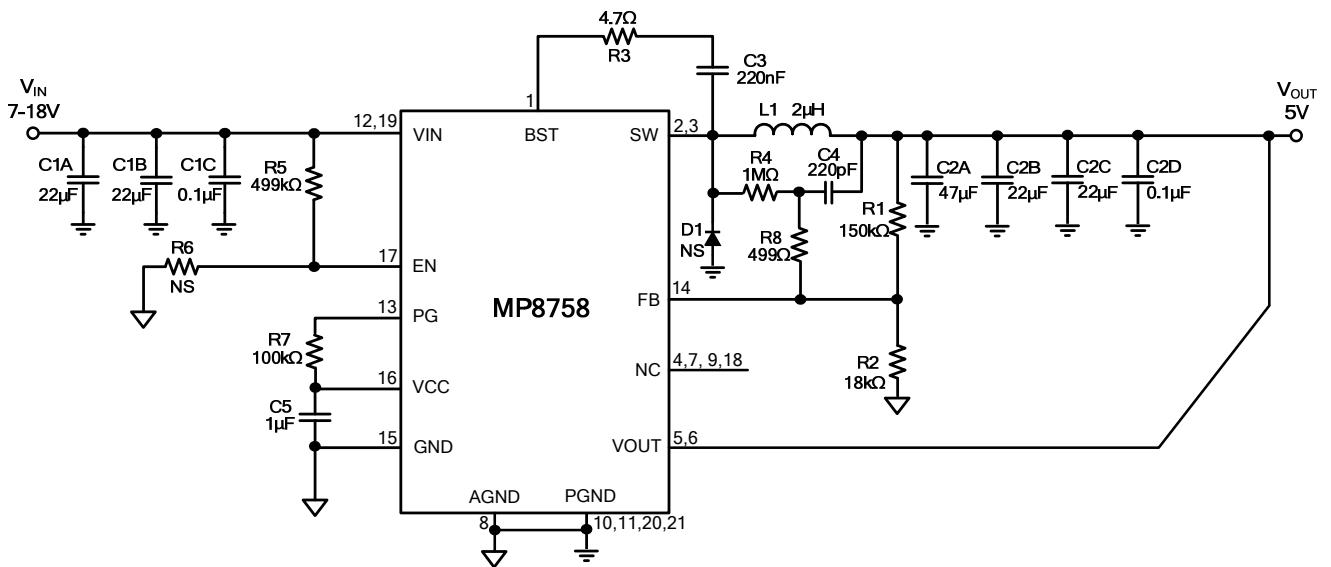 4.7Ω
R3
C3
220nF
VIN
7-18V
VOUT
5V
1
12,19
VIN
BST
SW
2,3
L1 2µH
C1A
22µF
C1B
22µF
C1C
0.1µF
R5
499kΩ
R4
1MΩ
C4
220pF
C2A
47µF
C2B
22µF
C2C
22µF
C2D
0.1µF
R1
150kΩ
D1
NS
R8
499Ω
R6
NS
17
EN
14
FB
MP8758
13
PG
R7
100kΩ
NC
4,7, 9,18
R2
18kΩ
16
VCC
C5
1µF
15
GND
VOUT
5,6
AGND
PGND
8
10,11,20,21